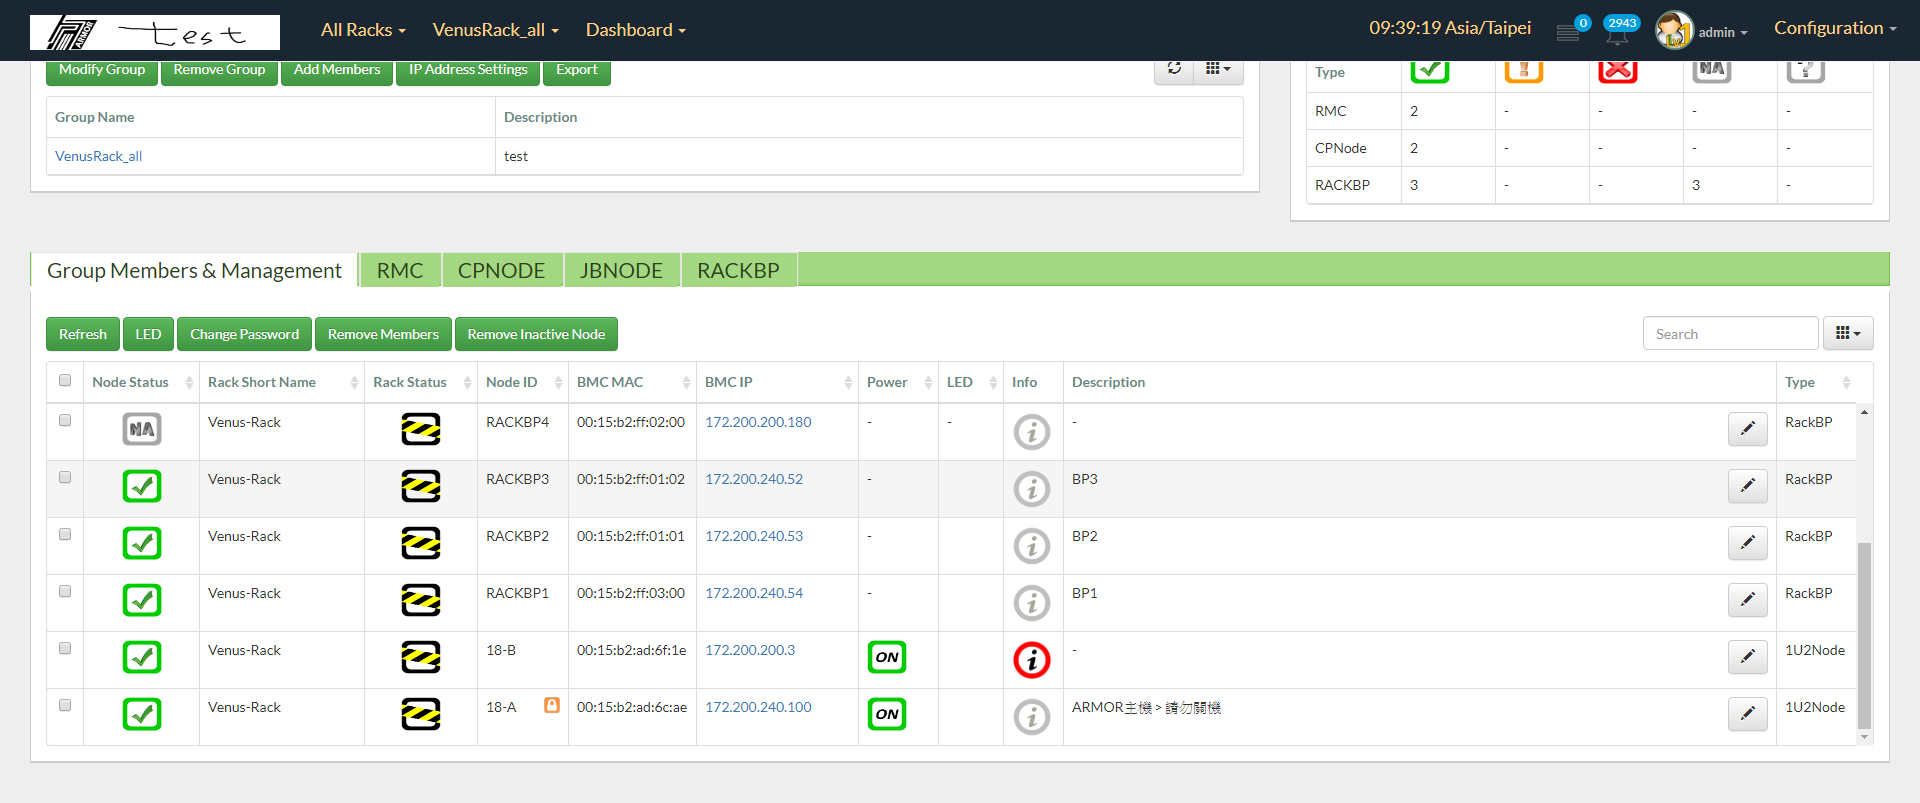 ARMOR test All Racks VenusRack_all Dashboard 09:39:19 Asia/Taipei 0 2943 admin Configuration
Modify Group Remove Group Add Members IP Address Settings Export
Group Name Description
VenusRack_all test
Type NA ?
RMC 2 - - - -
CPNode 2 - - - -
RACKBP 3 - - 3 -
Group Members & Management RMC CPNODE JBNODE RACKBP
Refresh LED Change Password Remove Members Remove Inactive Node Search
Node Status Rack Short Name Rack Status Node ID BMC MAC BMC IP Power LED Info Description Type
NA Venus-Rack RACKBP4 00:15:b2:ff:02:00 172.200.200.180 - - i - RackBP
Venus-Rack RACKBP3 00:15:b2:ff:01:02 172.200.240.52 - i BP3 RackBP
Venus-Rack RACKBP2 00:15:b2:ff:01:01 172.200.240.53 - i BP2 RackBP
Venus-Rack RACKBP1 00:15:b2:ff:03:00 172.200.240.54 - i BP1 RackBP
Venus-Rack 18-B 00:15:b2:ad:6f:1e 172.200.200.3 ON i - 1U2Node
Venus-Rack 18-A 00:15:b2:ad:6c:ae 172.200.240.100 ON i ARMOR主機 > 請勿關機 1U2Node